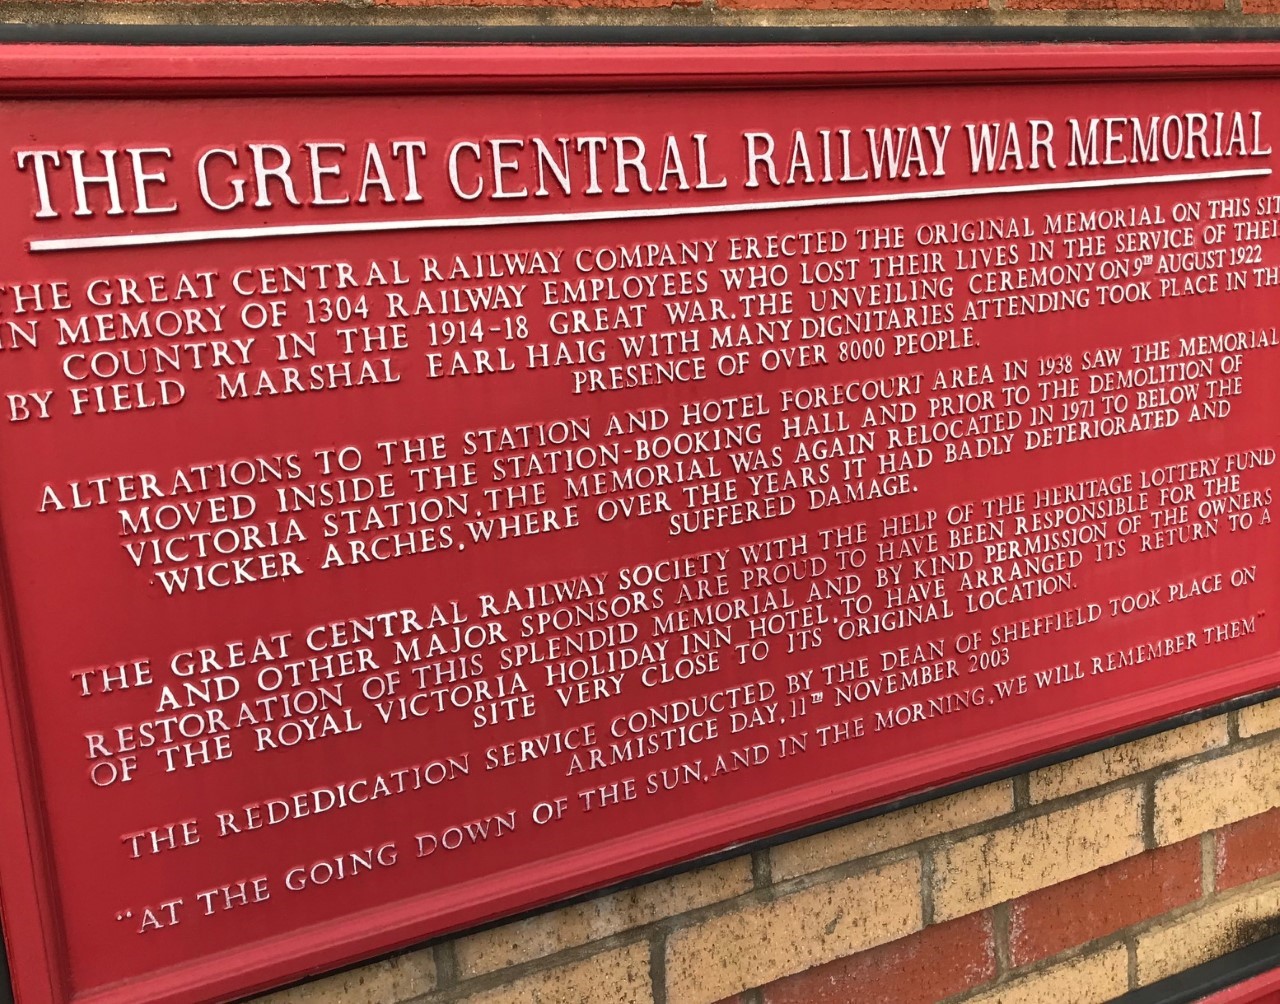 THE GREAT CENTRAL RAILWAY WAR MEMORIAL
THE GREAT CENTRAL RAILWAY COMPANY ERECTED THE ORIGINAL MEMORIAL ON THIS SITE
IN MEMORY OF 1304 RAILWAY EMPLOYEES WHO LOST THEIR LIVES IN THE SERVICE OF THEIR
COUNTRY IN THE 1914-18 GREAT WAR. THE UNVEILING CEREMONY ON 9TH AUGUST 1922
BY FIELD MARSHAL EARL HAIG WITH MANY DIGNITARIES ATTENDING TOOK PLACE IN THE
PRESENCE OF OVER 8000 PEOPLE.
ALTERATIONS TO THE STATION AND HOTEL FORECOURT AREA IN 1938 SAW THE MEMORIAL
MOVED INSIDE THE STATION-BOOKING HALL AND PRIOR TO THE DEMOLITION OF
VICTORIA STATION, THE MEMORIAL WAS AGAIN RELOCATED IN 1971 TO BELOW THE
WICKER ARCHES, WHERE OVER THE YEARS IT HAD BADLY DETERIORATED AND
SUFFERED DAMAGE.
THE GREAT CENTRAL RAILWAY SOCIETY WITH THE HELP OF THE HERITAGE LOTTERY FUND
AND OTHER MAJOR SPONSORS ARE PROUD TO HAVE BEEN RESPONSIBLE FOR THE
RESTORATION OF THIS SPLENDID MEMORIAL AND BY KIND PERMISSION OF THE OWNERS
OF THE ROYAL VICTORIA HOLIDAY INN HOTEL, TO HAVE ARRANGED ITS RETURN TO A
SITE VERY CLOSE TO ITS ORIGINAL LOCATION.
THE REDEDICATION SERVICE CONDUCTED BY THE DEAN OF SHEFFIELD TOOK PLACE ON
ARMISTICE DAY, 11TH NOVEMBER 2003
"AT THE GOING DOWN OF THE SUN, AND IN THE MORNING, WE WILL REMEMBER THEM"